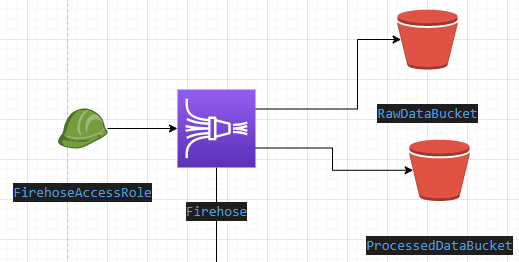 RawDataBucket
FirehoseAccessRole
Firehose
ProcessedDataBucket